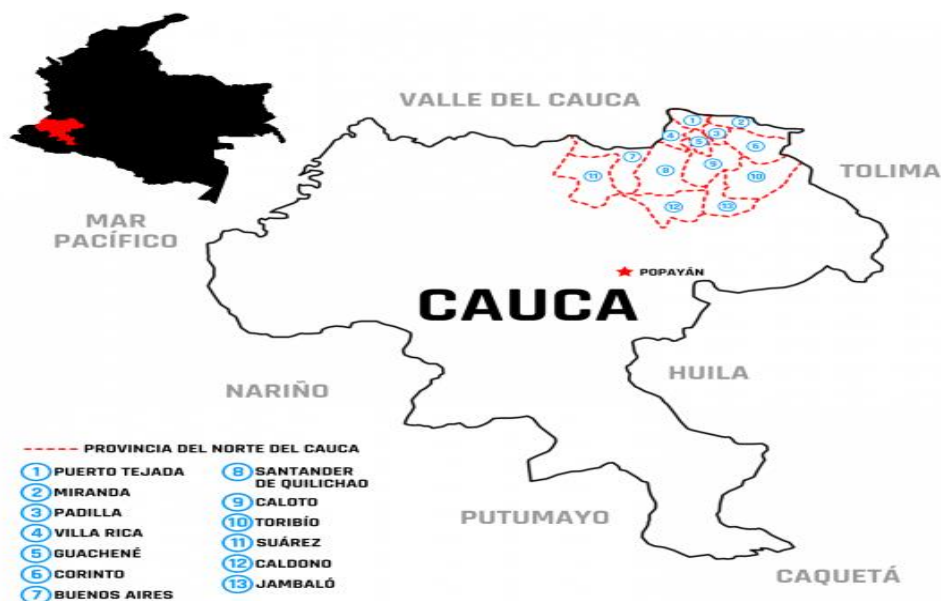 VALLE DEL CAUCA
TOLIMA
MAR
PACÍFICO
1
2
3
4
5
6
7
8
9
10
11
12
13
POPAYÁN
CAUCA
HUILA
NARIÑO
PUTUMAYO
CAQUETÁ
PROVINCIA DEL NORTE DEL CAUCA
1 PUERTO TEJADA
2 MIRANDA
3 PADILLA
4 VILLA RICA
5 GUACHENÉ
6 CORINTO
7 BUENOS AIRES
8 SANTANDER
DE QUILICHAO
9 CALOTO
10 TORIBÍO
11 SUÁREZ
12 CALDONO
13 JAMBALÓ